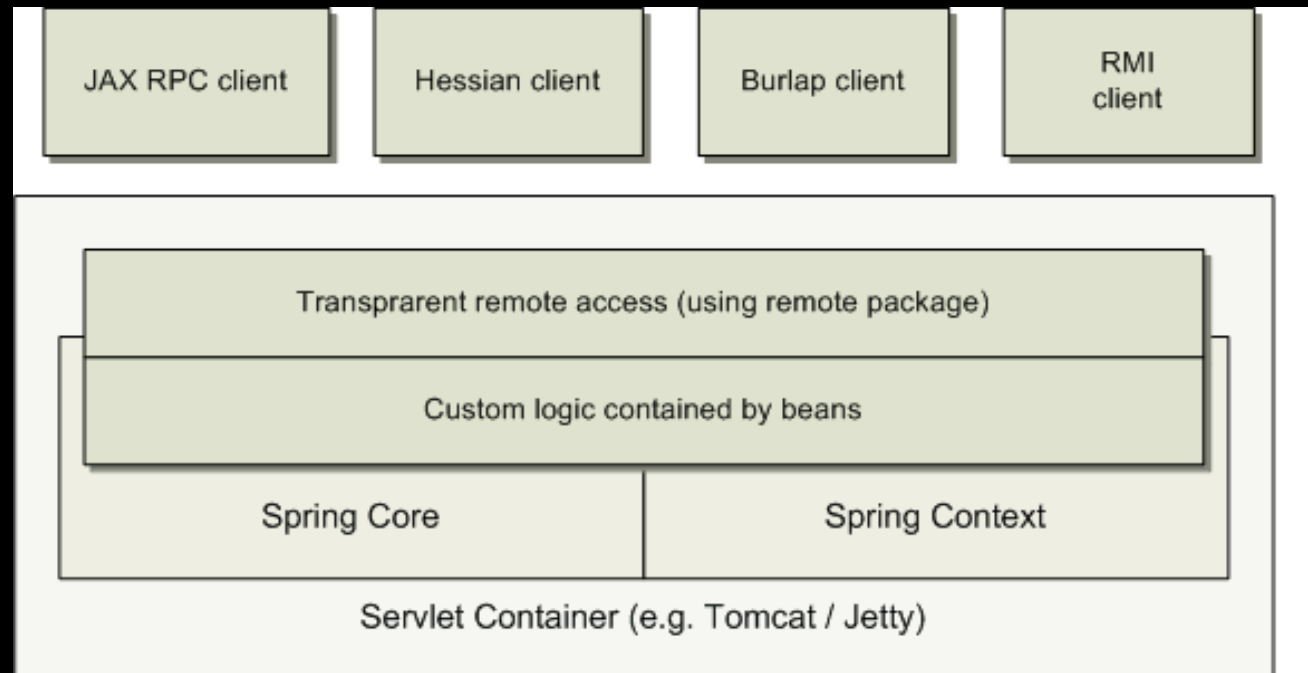 JAX RPC client
Hessian client
Burlap client
RMI
client
Transprarent remote access (using remote package)
Custom logic contained by beans
Spring Core
Spring Context
Servlet Container (e.g. Tomcat / Jetty)